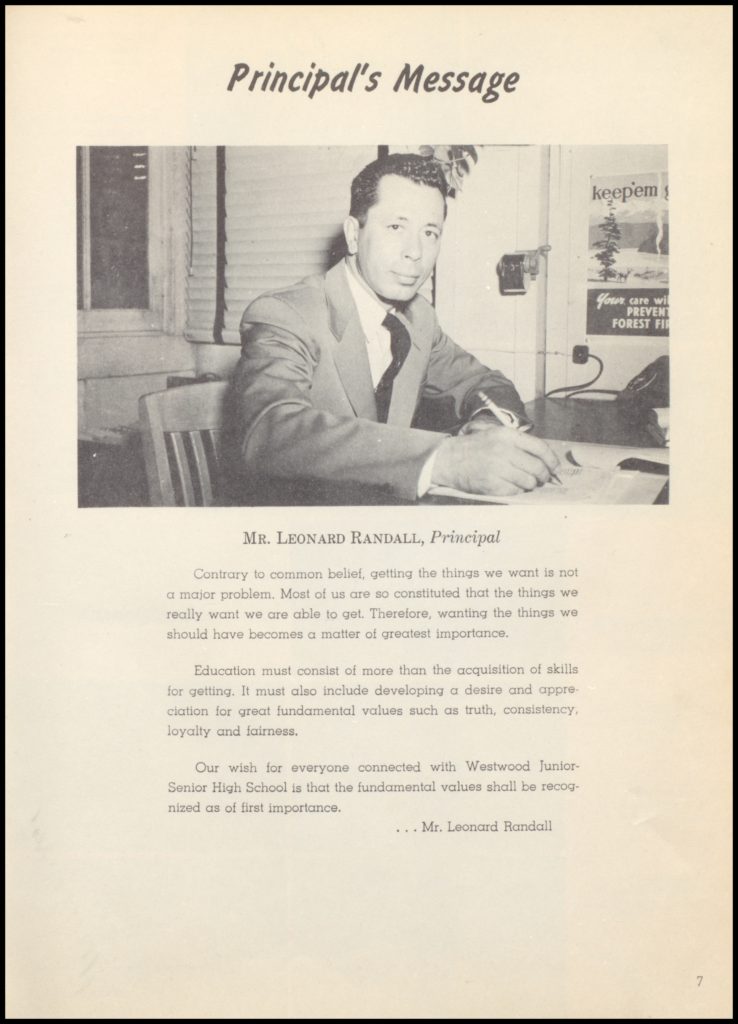 Principal's Message
keep'em
Your care wi
PREVENT
FOREST FI
MR. LEONARD RANDALL, Principal
Contrary to common belief, getting the things we want is not
a major problem. Most of us are so constituted that the things we
really want we are able to get. Therefore, wanting the things we
should have becomes a matter of greatest importance.
Education must consist of more than the acquisition of skills
for getting. It must also include developing a desire and appre-
ciation for great fundamental values such as truth, consistency,
loyalty and fairness.
Our wish for everyone connected with Westwood Junior-
Senior High School is that the fundamental values shall be recog-
nized as of first importance.
. . . Mr. Leonard Randall
7